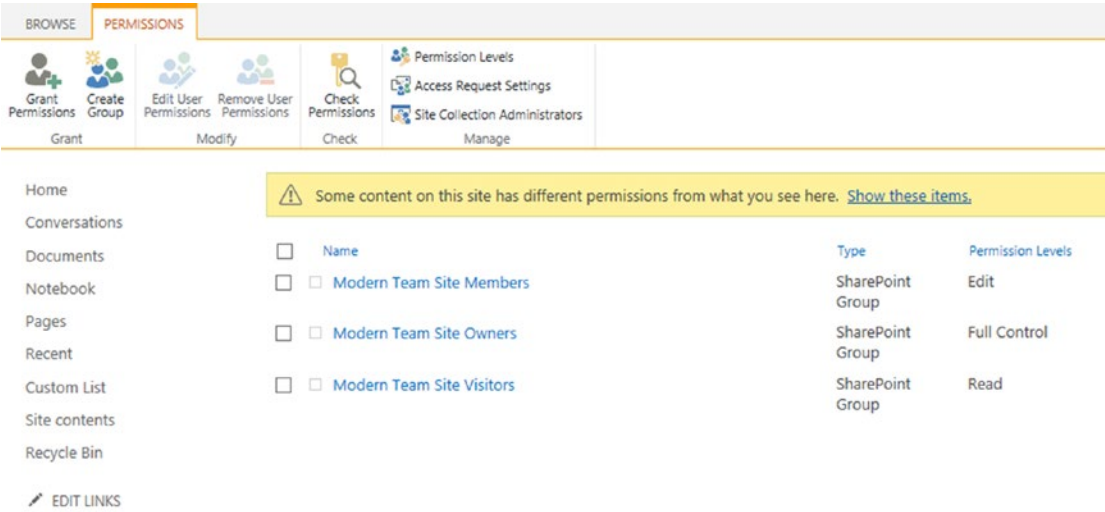 BROWSE PERMISSIONS
Grant Permissions
Create Group
Edit User Permissions
Remove User Permissions
Check Permissions
Permission Levels
Access Request Settings
Site Collection Administrators
Grant Modify Check Manage
Home
Conversations
Documents
Notebook
Pages
Recent
Custom List
Site contents
Recycle Bin
EDIT LINKS
Some content on this site has different permissions from what you see here. Show these items.
Name Type Permission Levels
Modern Team Site Members SharePoint Group Edit
Modern Team Site Owners SharePoint Group Full Control
Modern Team Site Visitors SharePoint Group Read